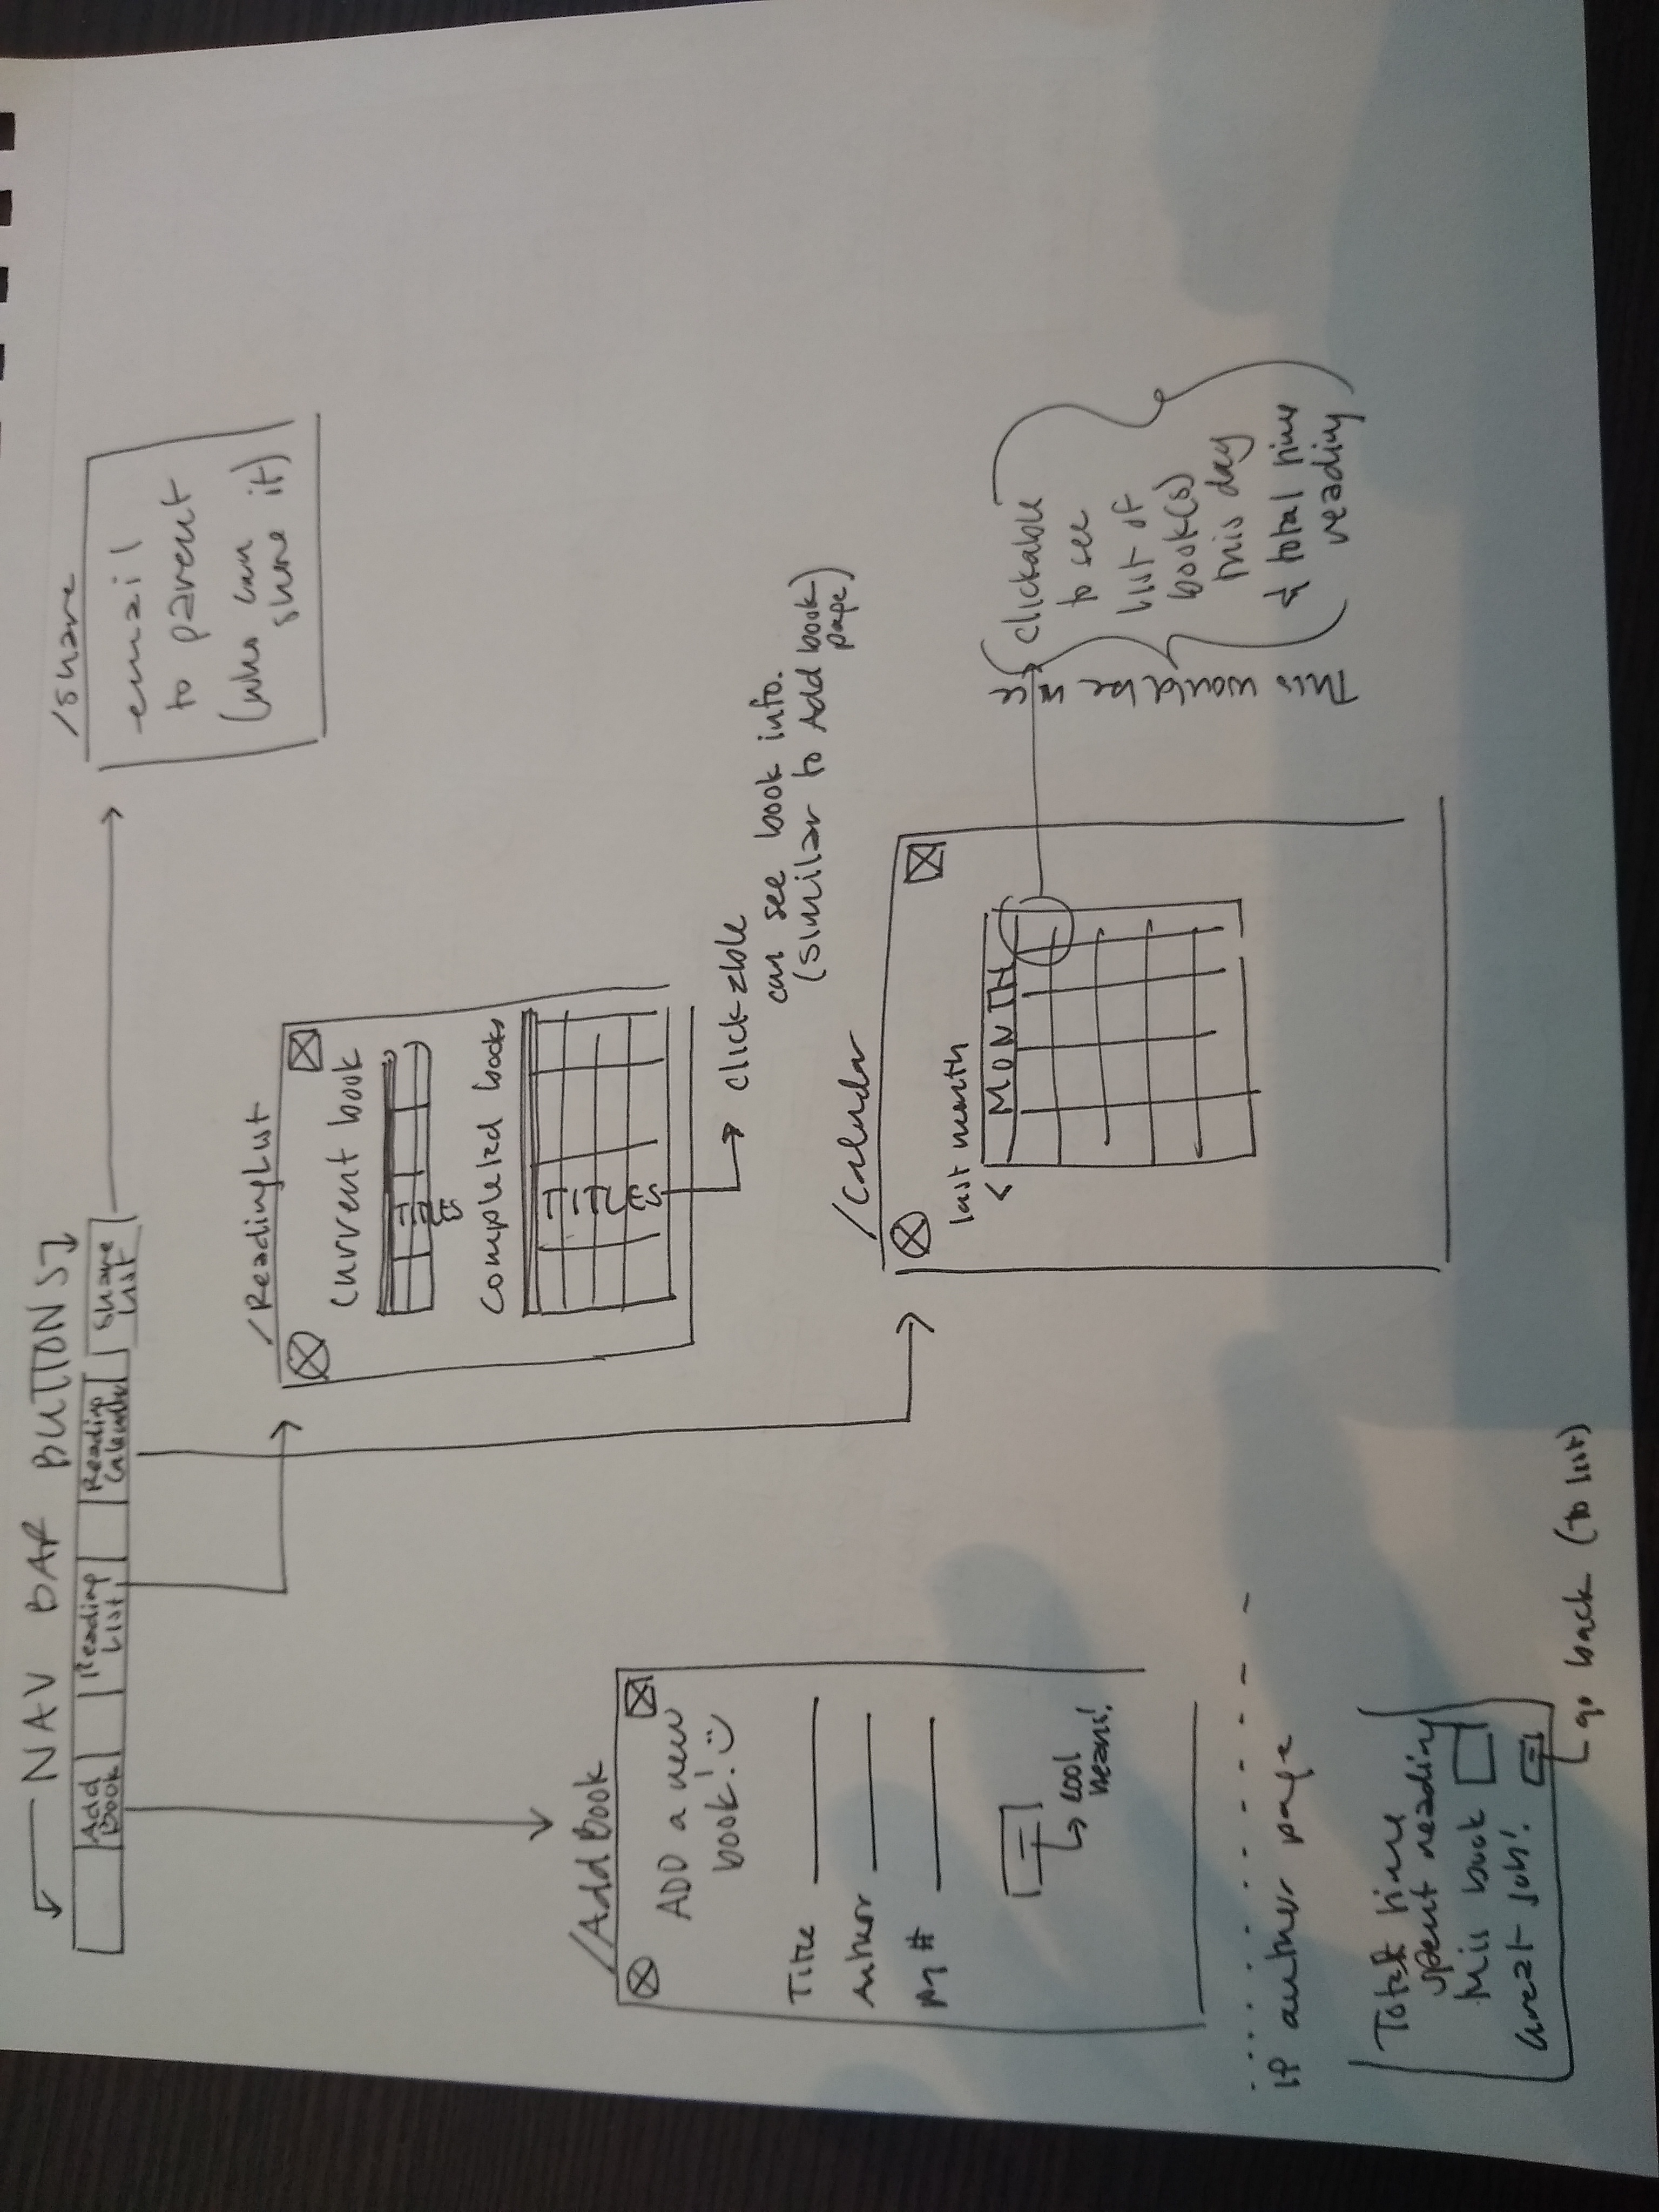 NAV BAR BUTTONS
Add
Book
Reading
List
Reading
Calendar
Share
List
/share
email
to parent
(who can
share it)
/ReadingList
current book
TITLES
completed books
TITLES
clickable
can see book info.
(similar to Add book
page)
/Add Book
ADD a new
book!
Title
Author
Pg #
cool
beans!
/Calendar
last month
<
MONTH
This would be nice
clickable
to see
list of
book(s)
this day
& total time
reading
if author page
Total time
spent reading
this book
Great job!
go back (to list)